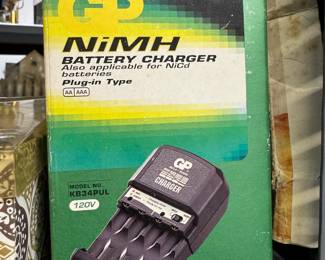 GP
NiMH
BATTERY CHARGER
Also applicable for NiCd
batteries
Plug-in Type
AA AAA
GP
CHARGER
MODEL NO.
KB34PUL
120V